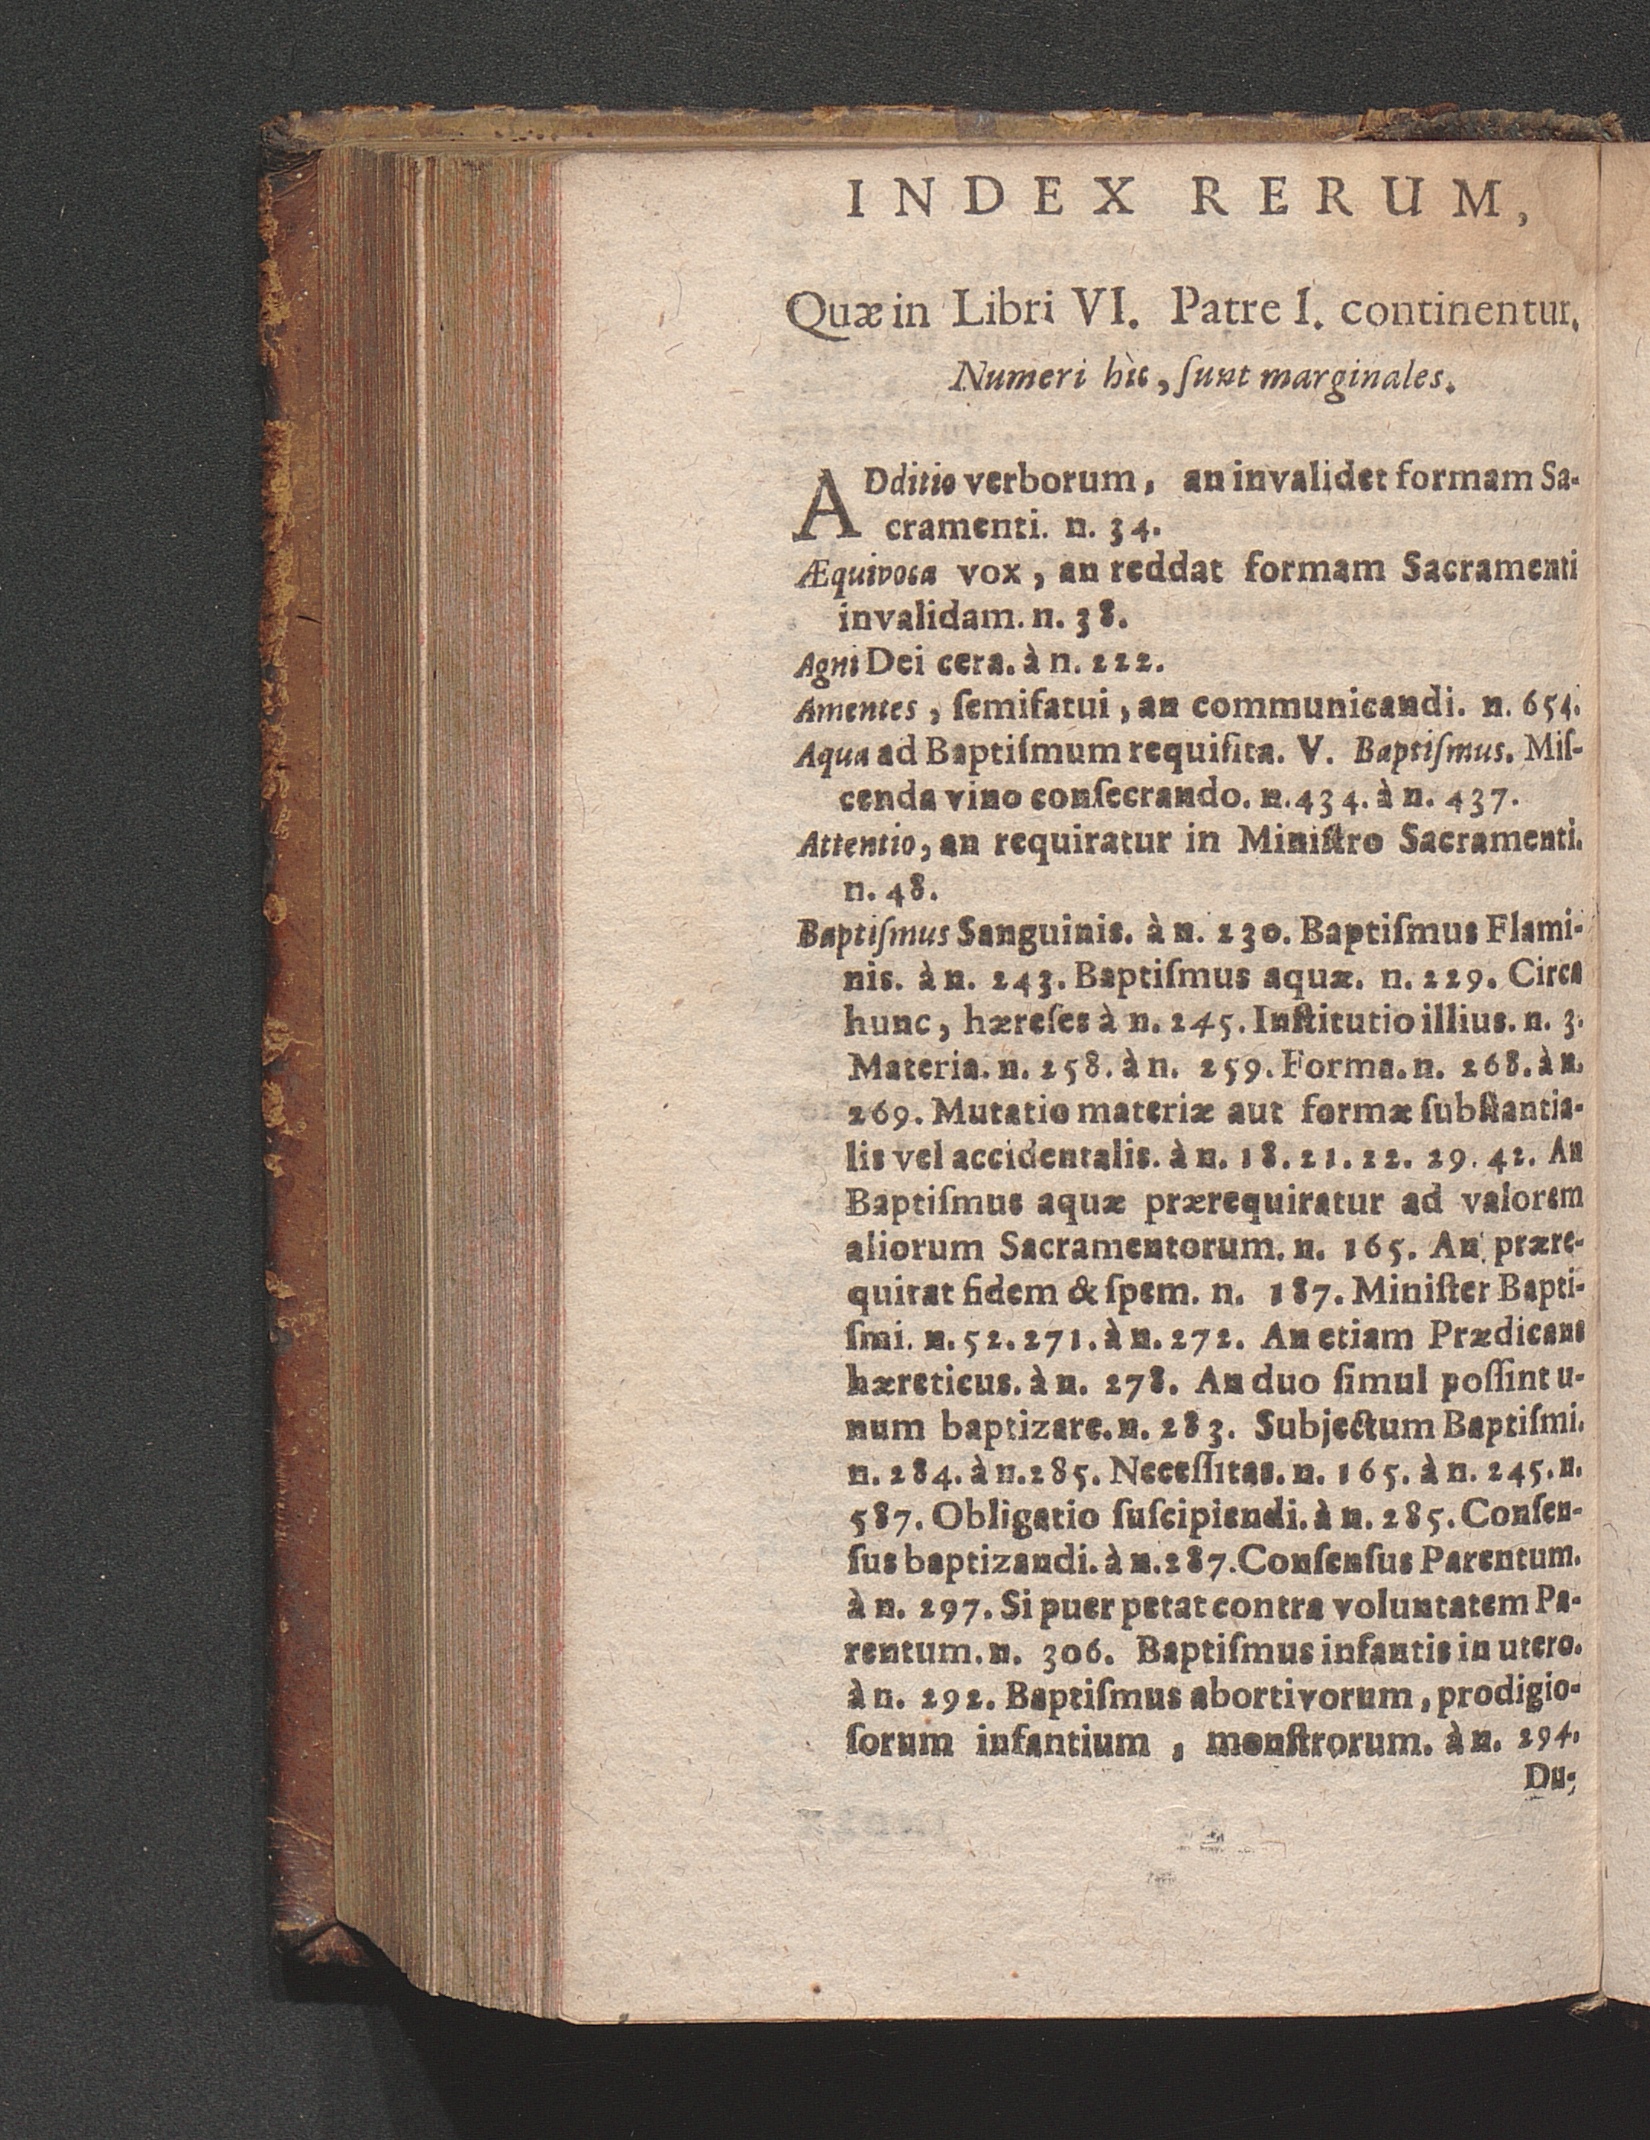 INDEX RERUM,
Quæ in Libri VI. Patre I. continentur.
Numeri hìc, ſunt marginales.
ADditio verborum, an invalidet formam Sa-
cramenti. n. 34.
Æquivoca vox, an reddat formam Sacramenti
invalidam. n. 38.
Agni Dei cera. à n. 222.
Amentes, ſemifatui, an communicandi. n. 654.
Aqua ad Baptiſmum requiſita. V. Baptiſmus. Miſ-
cenda vino conſecrando. n. 434. à n. 437.
Attentio, an requiratur in Miniſtro Sacramenti.
n. 48.
Baptiſmus Sanguinis. à n. 230. Baptiſmus Flami-
nis. à n. 243. Baptiſmus aquæ. n. 229. Circa
hunc, hæreſes à n. 245. Inſtitutio illius. n. 3.
Materia. n. 258. à n. 259. Forma. n. 268. à n.
269. Mutatio materiæ aut formæ ſubſtantia-
lis vel accidentalis. à n. 18. 21. 22. 29. 42. An
Baptiſmus aquæ prærequiratur ad valorem
aliorum Sacramentorum. n. 165. An prære-
quirat fidem & ſpem. n. 187. Miniſter Bapti-
ſmi. n. 52. 271. à n. 272. An etiam Prædicans
hæreticus. à n. 278. An duo ſimul poſſint u-
num baptizare. n. 283. Subjectum Baptiſmi.
n. 284. à n. 285. Neceſſitas. n. 165. à n. 245. n.
587. Obligatio ſuſcipiendi. à n. 285. Conſen-
ſus baptizandi. à n. 287. Conſenſus Parentum.
à n. 297. Si puer petat contra voluntatem Pa-
rentum. n. 306. Baptiſmus infantis in utero.
à n. 292. Baptiſmus abortivorum, prodigio-
ſorum infantium, monſtrorum. à n. 294.
Du-